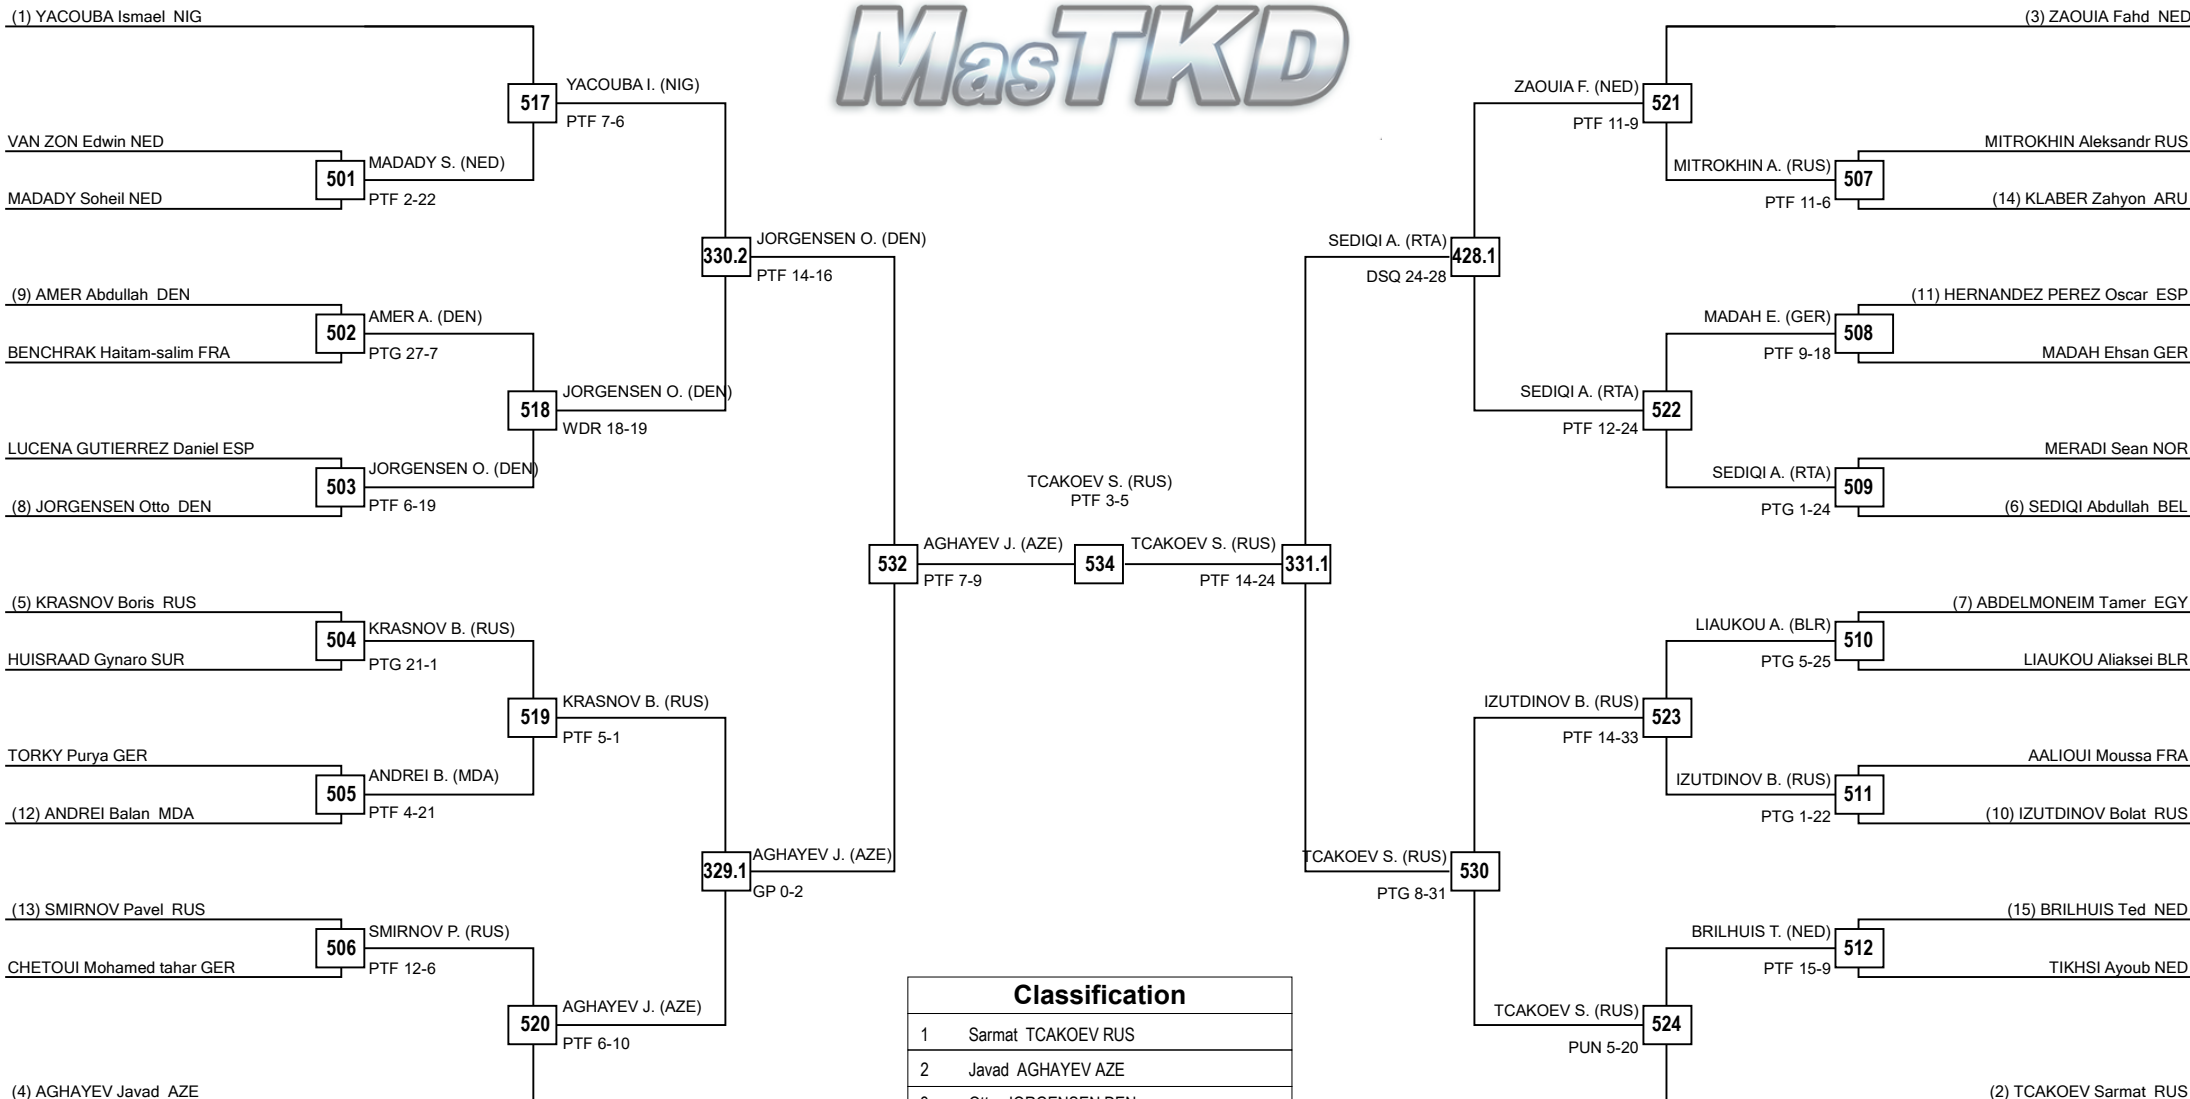 (1) YACOUBA Ismael NIG
VAN ZON Edwin NED
MADADY Soheil NED
(9) AMER Abdullah DEN
BENCHRAK Haitam-salim FRA
LUCENA GUTIERREZ Daniel ESP
(8) JORGENSEN Otto DEN
(5) KRASNOV Boris RUS
HUISRAAD Gynaro SUR
TORKY Purya GER
(12) ANDREI Balan MDA
(13) SMIRNOV Pavel RUS
CHETOUI Mohamed tahar GER
(4) AGHAYEV Javad AZE
501
MADADY S. (NED)
PTF 2-22
502
AMER A. (DEN)
PTG 27-7
503
JORGENSEN O. (DEN)
PTF 6-19
504
KRASNOV B. (RUS)
PTG 21-1
505
ANDREI B. (MDA)
PTF 4-21
506
SMIRNOV P. (RUS)
PTF 12-6
517
YACOUBA I. (NIG)
PTF 7-6
518
JORGENSEN O. (DEN)
WDR 18-19
519
KRASNOV B. (RUS)
PTF 5-1
520
AGHAYEV J. (AZE)
PTF 6-10
330.2
JORGENSEN O. (DEN)
PTF 14-16
329.1
AGHAYEV J. (AZE)
GP 0-2
532
AGHAYEV J. (AZE)
PTF 7-9
MasTKD
TCAKOEV S. (RUS)
PTF 3-5
534
TCAKOEV S. (RUS)
PTF 14-24
331.1
SEDIQI A. (RTA)
DSQ 24-28
428.1
TCAKOEV S. (RUS)
PTG 8-31
530
ZAOUIA F. (NED)
PTF 11-9
521
SEDIQI A. (RTA)
PTF 12-24
522
IZUTDINOV B. (RUS)
PTF 14-33
523
TCAKOEV S. (RUS)
PUN 5-20
524
MITROKHIN A. (RUS)
PTF 11-6
507
MADAH E. (GER)
PTF 9-18
508
SEDIQI A. (RTA)
PTG 1-24
509
LIAUKOU A. (BLR)
PTG 5-25
510
IZUTDINOV B. (RUS)
PTG 1-22
511
BRILHUIS T. (NED)
PTF 15-9
512
(3) ZAOUIA Fahd NED
MITROKHIN Aleksandr RUS
(14) KLABER Zahyon ARU
(11) HERNANDEZ PEREZ Oscar ESP
MADAH Ehsan GER
MERADI Sean NOR
(6) SEDIQI Abdullah BEL
(7) ABDELMONEIM Tamer EGY
LIAUKOU Aliaksei BLR
AALIOUI Moussa FRA
(10) IZUTDINOV Bolat RUS
(15) BRILHUIS Ted NED
TIKHSI Ayoub NED
(2) TCAKOEV Sarmat RUS
Classification
1 Sarmat TCAKOEV RUS
2 Javad AGHAYEV AZE